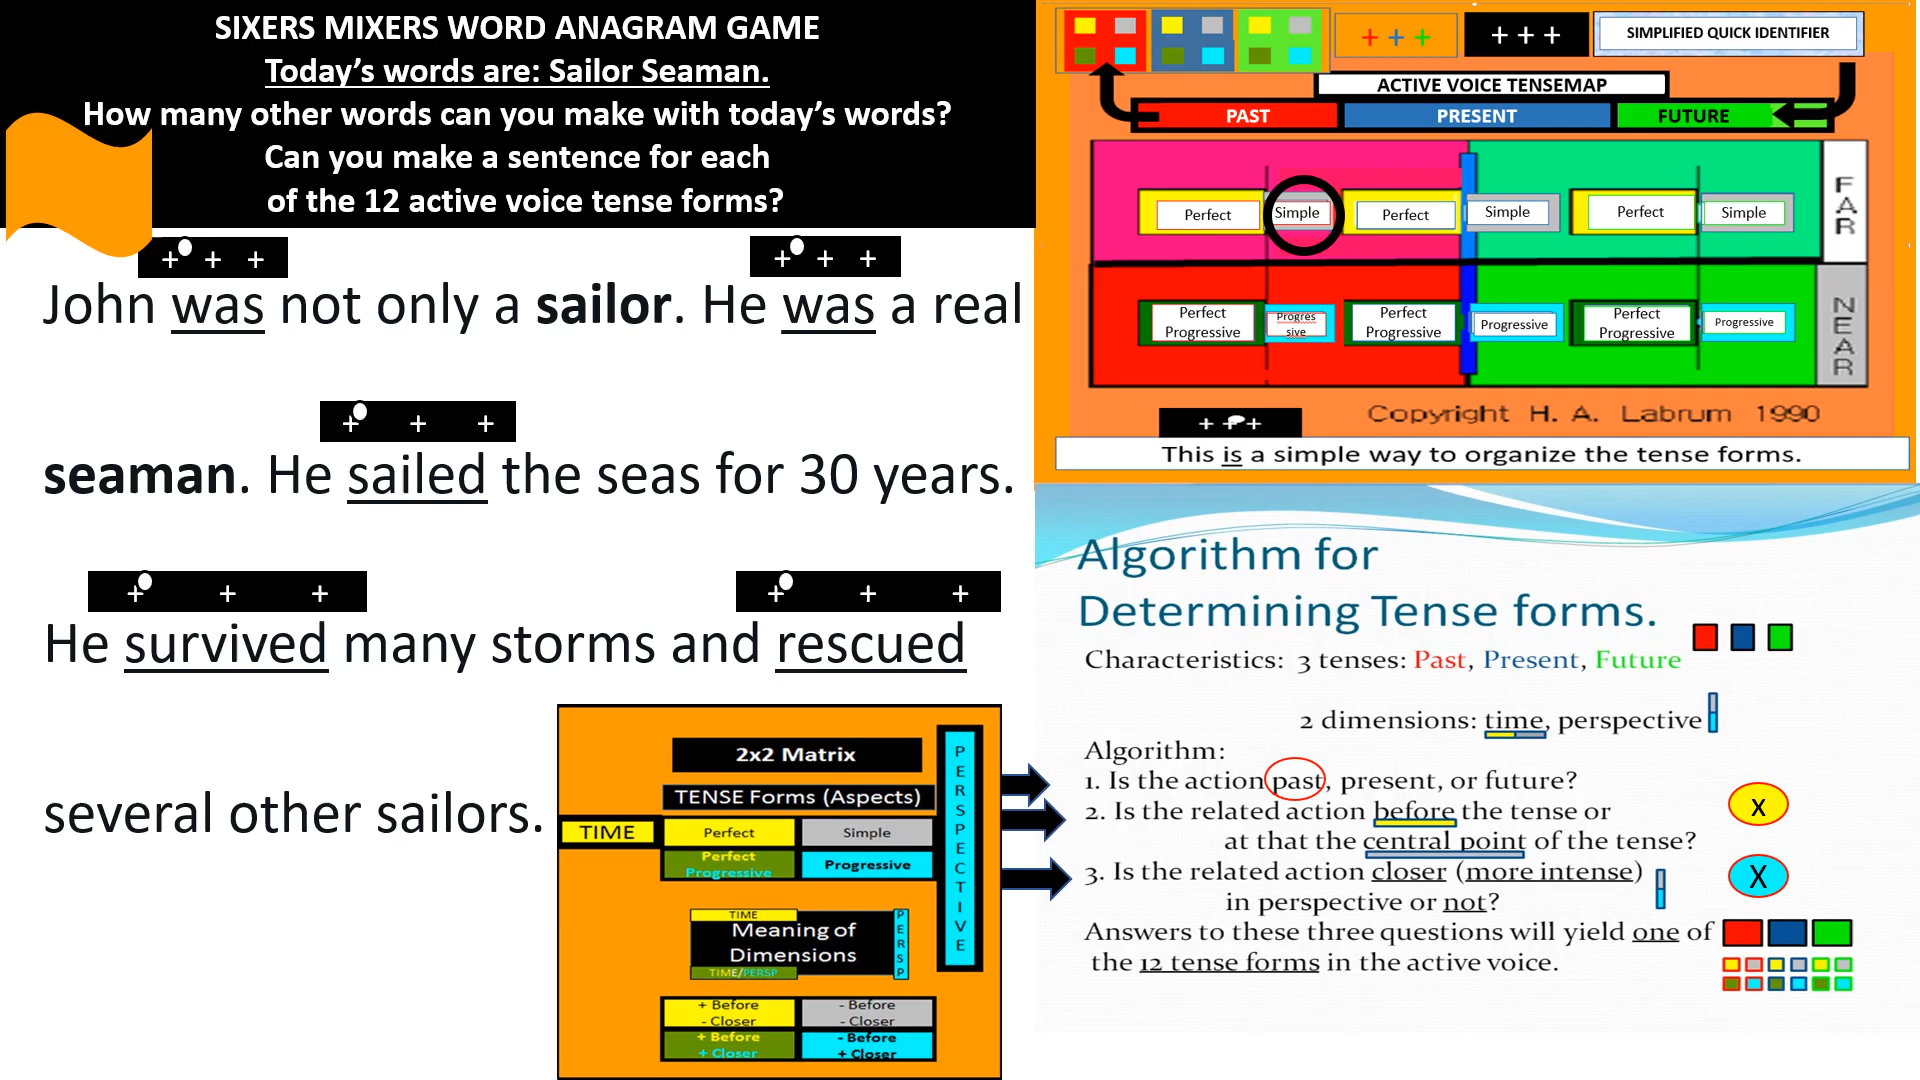 SIXERS MIXERS WORD ANAGRAM GAME
Today’s words are: Sailor Seaman.
How many other words can you make with today’s words?
Can you make a sentence for each
of the 12 active voice tense forms?
+ + +
+ + +
John was not only a sailor. He was a real
+ + +
seaman. He sailed the seas for 30 years.
+ + +
+ + +
He survived many storms and rescued
several other sailors.
2x2 Matrix
TENSE Forms (Aspects)
TIME
Perfect
Simple
Perfect
Progressive
Progressive
PERSPECTIVE
TIME
Meaning of
Dimensions
PERSP
TIME/PERSP
+ Before
- Closer
- Before
- Closer
+ Before
+ Closer
- Before
+ Closer
+ + +
+ + +
SIMPLIFIED QUICK IDENTIFIER
ACTIVE VOICE TENSEMAP
PAST
PRESENT
FUTURE
Perfect
Simple
Perfect
Simple
Perfect
Simple
FAR
Perfect
Progressive
Progres
sive
Perfect
Progressive
Progressive
Perfect
Progressive
Progressive
NEAR
Copyright H. A. Labrum 1990
+ + +
This is a simple way to organize the tense forms.
Algorithm for
Determining Tense forms.
Characteristics: 3 tenses: Past, Present, Future
2 dimensions: time, perspective
Algorithm:
1. Is the action past, present, or future?
2. Is the related action before the tense or
at that the central point of the tense?
x
3. Is the related action closer (more intense)
in perspective or not?
X
Answers to these three questions will yield one of
the 12 tense forms in the active voice.